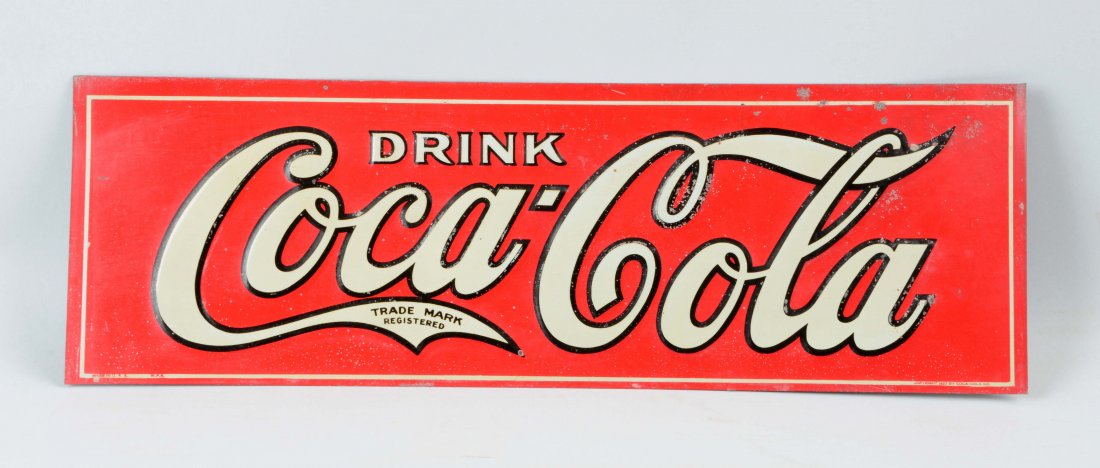 DRINK
Coca-Cola
TRADE MARK
REGISTERED